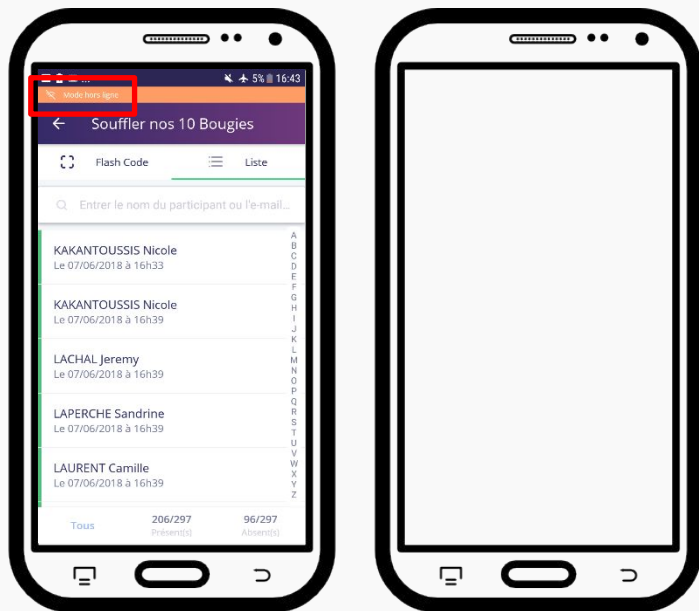 5% 16:43
Mode hors ligne
Souffler nos 10 Bougies
Flash Code Liste
Entrer le nom du participant ou l'e-mail...
KAKANTOUSSIS Nicole
Le 07/06/2018 à 16h33
KAKANTOUSSIS Nicole
Le 07/06/2018 à 16h39
LACHAL Jeremy
Le 07/06/2018 à 16h39
LAPERCHE Sandrine
Le 07/06/2018 à 16h39
LAURENT Camille
Le 07/06/2018 à 16h39
A
B
C
D
E
F
G
H
I
J
K
L
M
N
O
P
Q
R
S
T
U
V
W
X
Y
Z
Tous 206/297 96/297
Présent(s) Absent(s)